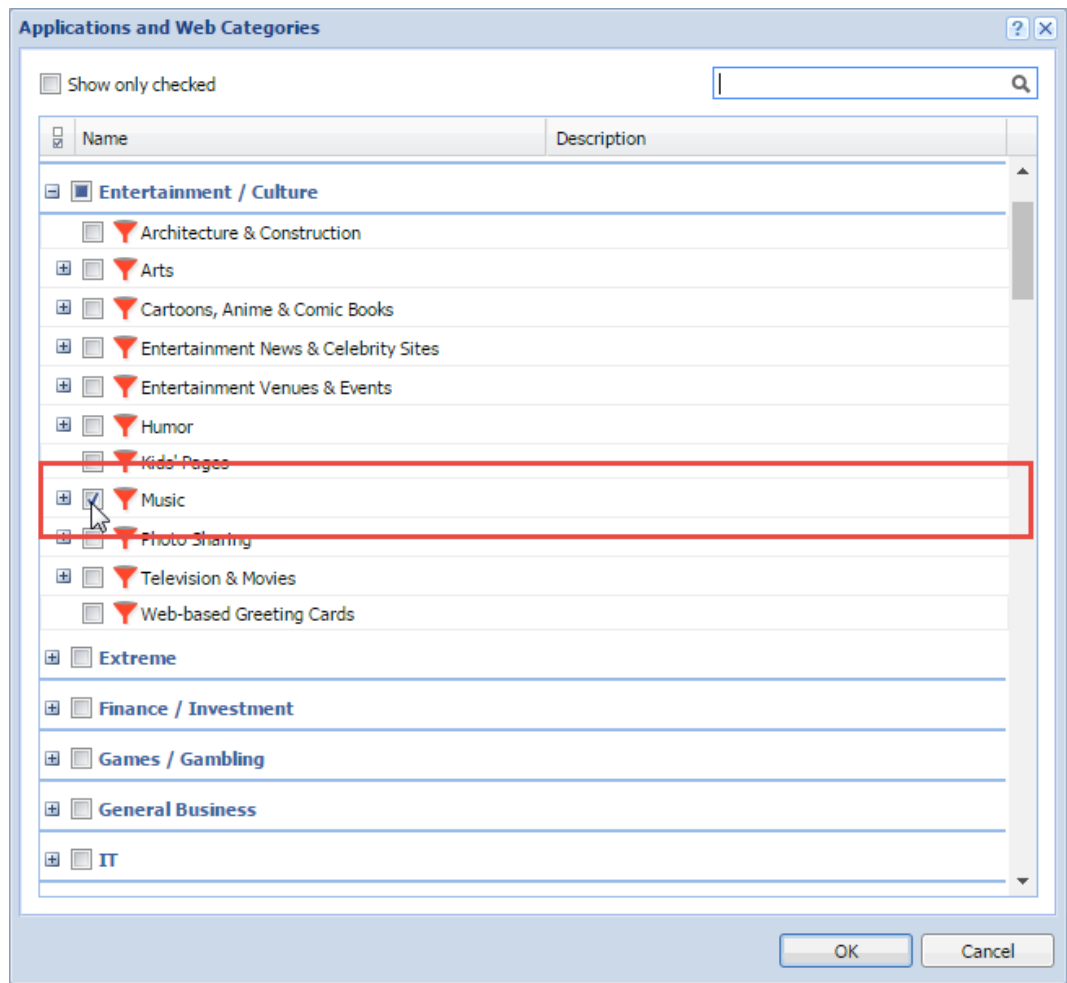 Applications and Web Categories
Show only checked
Name Description
Entertainment / Culture
Architecture & Construction
Arts
Cartoons, Anime & Comic Books
Entertainment News & Celebrity Sites
Entertainment Venues & Events
Humor
Kids' Pages
Music
Photo Sharing
Television & Movies
Web-based Greeting Cards
Extreme
Finance / Investment
Games / Gambling
General Business
IT
OK Cancel